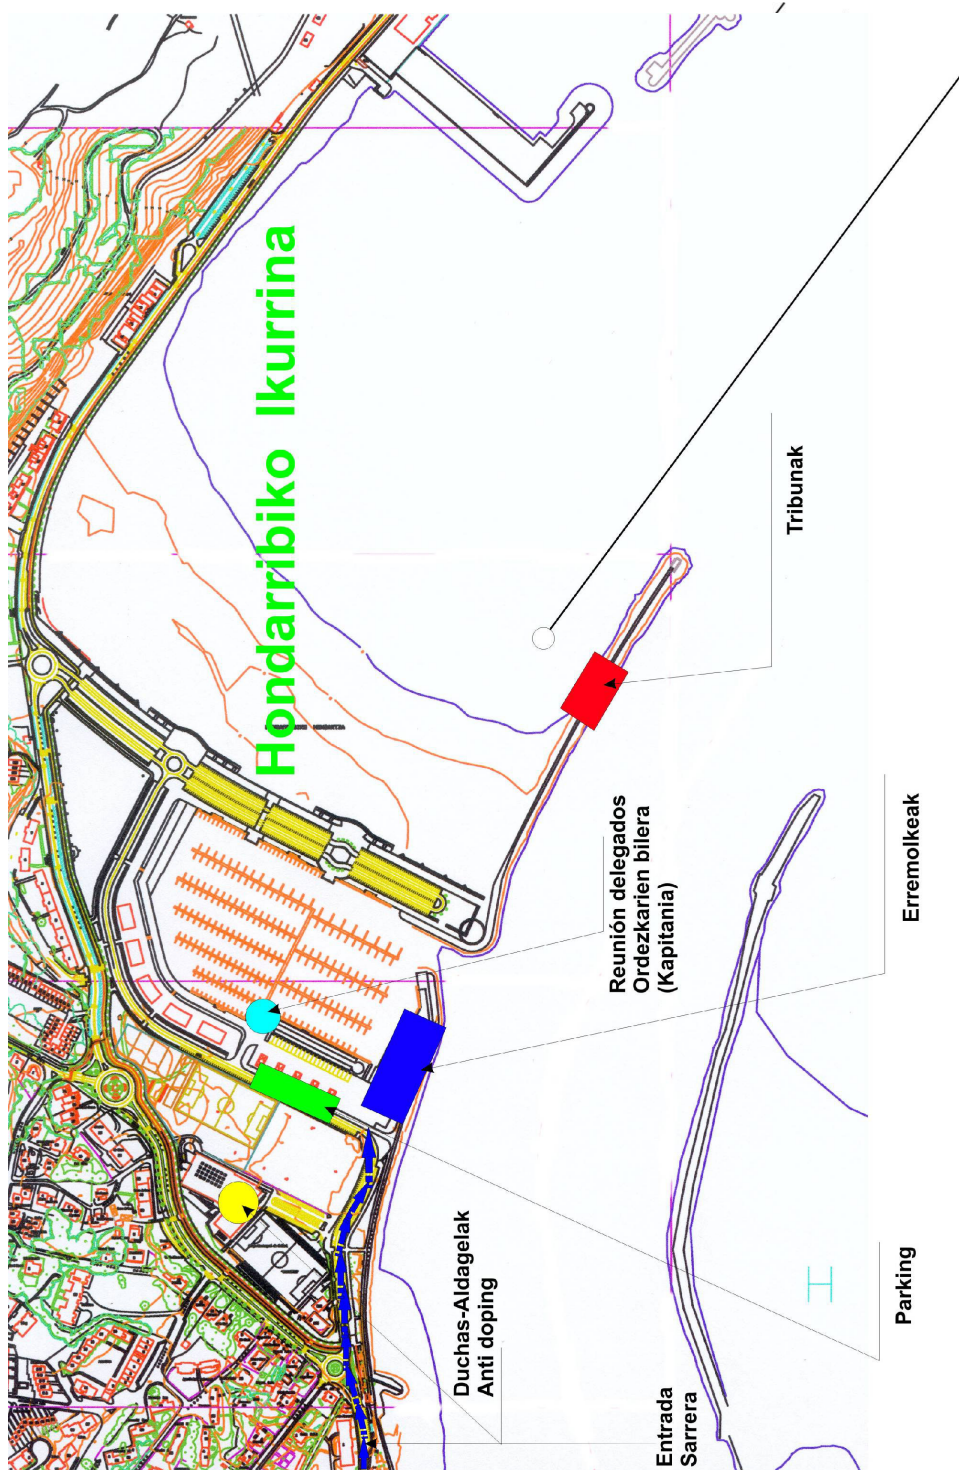 Hondarribiko Ikurrina
Tribunak
Reunión delegados
Ordezkarien bilera
(Kapitania)
Erremolkeak
Duchas-Aldagelak
Anti doping
Parking
Entrada
Sarrera